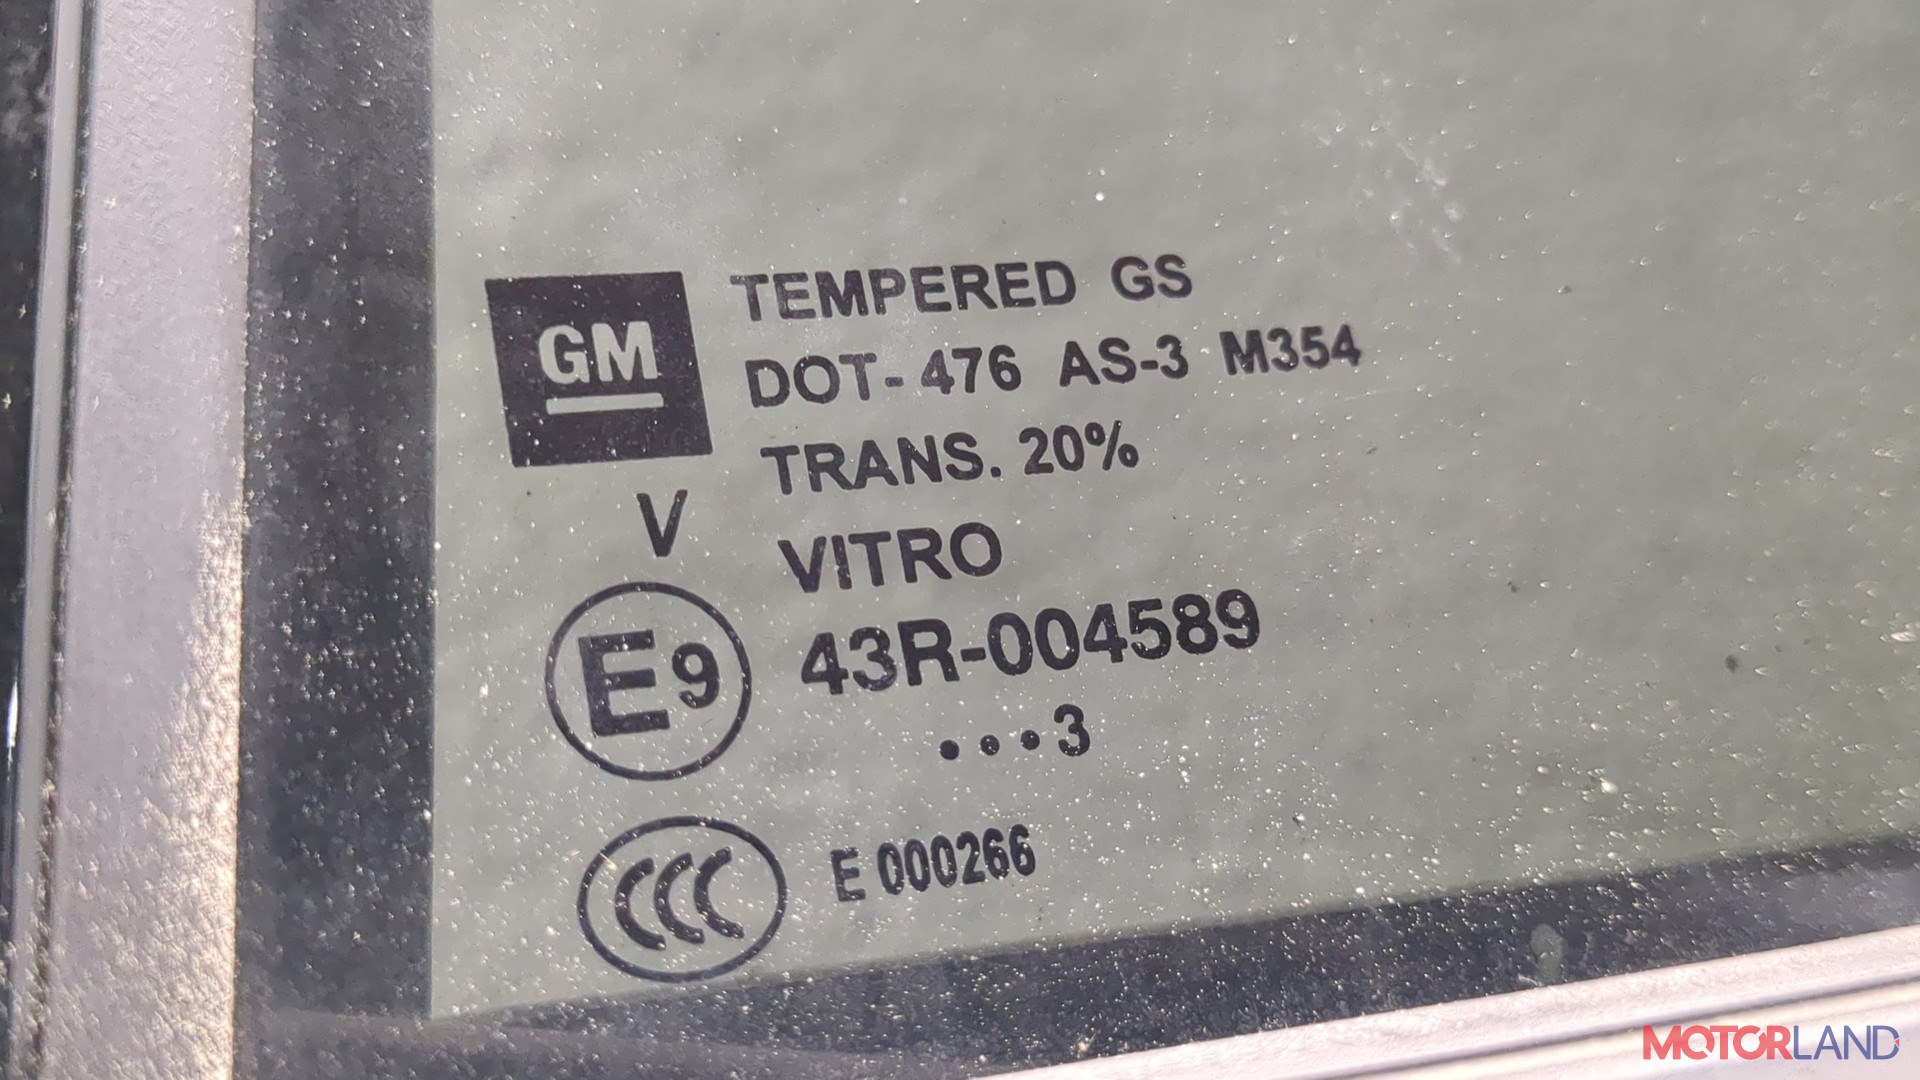 GM
TEMPERED GS
DOT-476 AS-3 M354
TRANS. 20%
V
VITRO
E9
43R-004589
•••3
CCC
E 000266
MOTORLAND